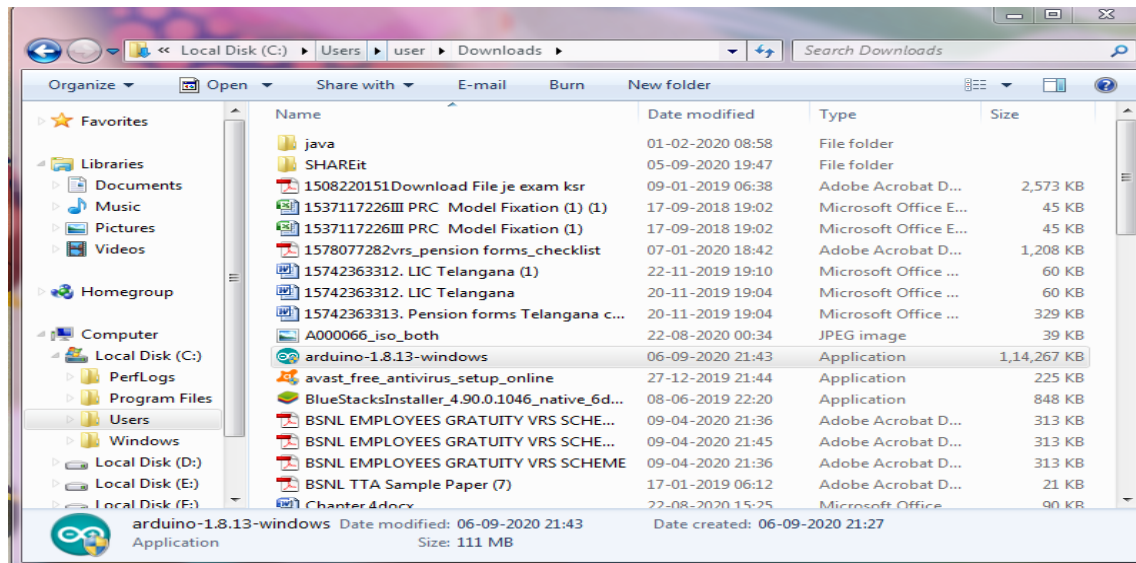 « Local Disk (C:) ▸ Users ▸ user ▸ Downloads ▸ Search Downloads
Organize Open Share with E-mail Burn New folder
Favorites
Libraries
Documents
Music
Pictures
Videos
Homegroup
Computer
Local Disk (C:)
PerfLogs
Program Files
Users
Windows
Local Disk (D:)
Local Disk (E:)
Local Disk (F:)
Name Date modified Type Size
java 01-02-2020 08:58 File folder
SHAREit 05-09-2020 19:47 File folder
1508220151Download File je exam ksr 09-01-2019 06:38 Adobe Acrobat D... 2,573 KB
1537117226III PRC Model Fixation (1) (1) 17-09-2018 19:02 Microsoft Office E... 45 KB
1537117226III PRC Model Fixation (1) 17-09-2018 19:02 Microsoft Office E... 45 KB
1578077282vrs_pension forms_checklist 07-01-2020 18:42 Adobe Acrobat D... 1,208 KB
15742363312. LIC Telangana (1) 22-11-2019 19:10 Microsoft Office ... 60 KB
15742363312. LIC Telangana 20-11-2019 19:04 Microsoft Office ... 60 KB
15742363313. Pension forms Telangana c... 20-11-2019 19:04 Microsoft Office ... 329 KB
A000066_iso_both 22-08-2020 00:34 JPEG image 39 KB
arduino-1.8.13-windows 06-09-2020 21:43 Application 1,14,267 KB
avast_free_antivirus_setup_online 27-12-2019 21:44 Application 225 KB
BlueStacksInstaller_4.90.0.1046_native_6d... 08-06-2019 22:20 Application 848 KB
BSNL EMPLOYEES GRATUITY VRS SCHE... 09-04-2020 21:36 Adobe Acrobat D... 313 KB
BSNL EMPLOYEES GRATUITY VRS SCHE... 09-04-2020 21:45 Adobe Acrobat D... 313 KB
BSNL EMPLOYEES GRATUITY VRS SCHEME 09-04-2020 21:36 Adobe Acrobat D... 313 KB
BSNL TTA Sample Paper (7) 17-01-2019 06:12 Adobe Acrobat D... 21 KB
Chapter 4docx 22-08-2020 15:25 Microsoft Office ... 90 KB
arduino-1.8.13-windows Date modified: 06-09-2020 21:43 Date created: 06-09-2020 21:27
Application Size: 111 MB